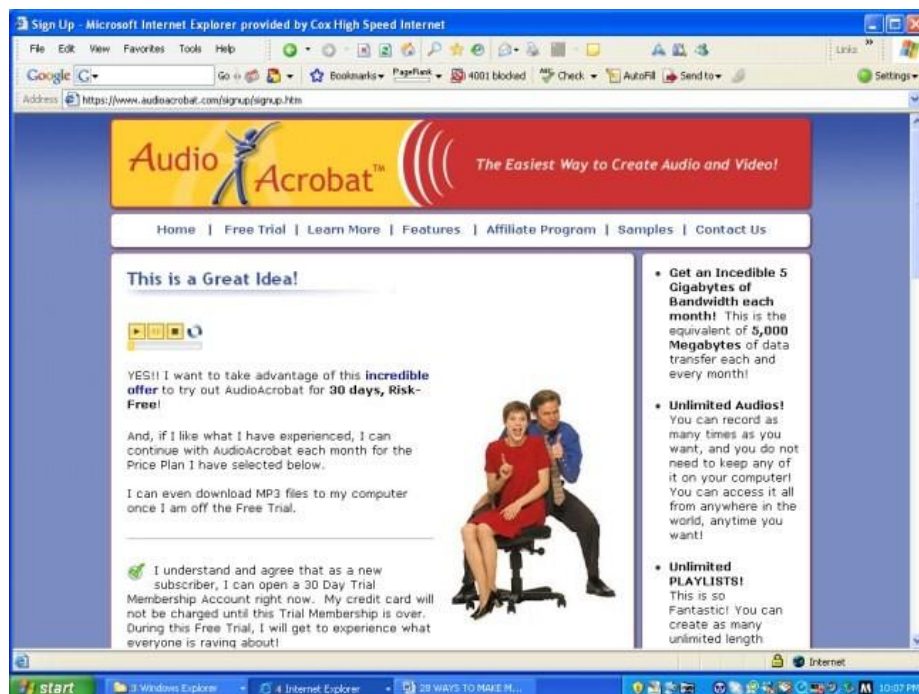 Sign Up - Microsoft Internet Explorer provided by Cox High Speed Internet
File Edit View Favorites Tools Help
Links »
Google G Go Bookmarks PageRank 4001 blocked Check AutoFill Send to Settings
Address https://www.audioacrobat.com/signup/signup.htm
Audio Acrobat™
The Easiest Way to Create Audio and Video!
Home | Free Trial | Learn More | Features | Affiliate Program | Samples | Contact Us
This is a Great Idea!
YES!! I want to take advantage of this incredible
offer to try out AudioAcrobat for 30 days, Risk-
Free!
And, if I like what I have experienced, I can
continue with AudioAcrobat each month for the
Price Plan I have selected below.
I can even download MP3 files to my computer
once I am off the Free Trial.
I understand and agree that as a new
subscriber, I can open a 30 Day Trial
Membership Account right now. My credit card will
not be charged until this Trial Membership is over.
During this Free Trial, I will get to experience what
everyone is raving about!
• Get an Incedible 5
Gigabytes of
Bandwidth each
month! This is the
equivalent of 5,000
Megabytes of data
transfer each and
every month!
• Unlimited Audios!
You can record as
many times as you
want, and you do not
need to keep any of
it on your computer!
You can access it all
from anywhere in the
world, anytime you
want!
• Unlimited
PLAYLISTS!
This is so
Fantastic! You can
create as many
unlimited length
Internet
start 3 Windows Explorer 4 Internet Explorer 28 WAYS TO MAKE M... 10:07 PM